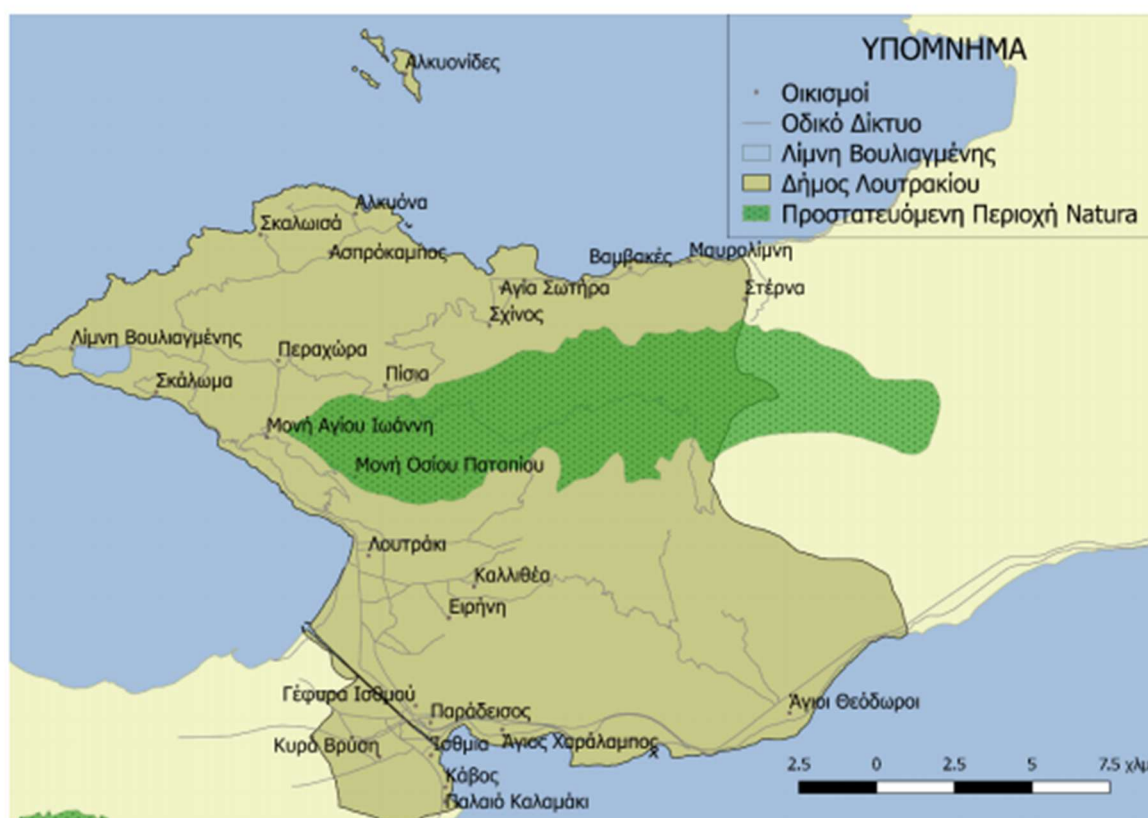 Αλκυονίδες
ΥΠΟΜΝΗΜΑ
Οικισμοί
Οδικό Δίκτυο
Λίμνη Βουλιαγμένης
Δήμος Λουτρακίου
Προστατευόμενη Περιοχή Natura
Αλκυόνα
Σκαλωισά
Ασπρόκαμπος
Βαμβακές
Μαυρολίμνη
Αγία Σωτήρα
Στέρνα
Σχίνος
Λίμνη Βουλιαγμένης
Περαχώρα
Πίσια
Σκάλωμα
Μονή Αγίου Ιωάννη
Μονή Οσίου Παταπίου
Λουτράκι
Καλλιθέα
Ειρήνη
Γέφυρα Ισθμού
Παράδεισος
Άγιοι Θεόδωροι
Κυρά Βρύση
Ίσθμια
Άγιος Χαράλαμπος
Κάβος
Παλαιό Καλαμάκι
2.5 0 2.5 5 7.5 χλμ